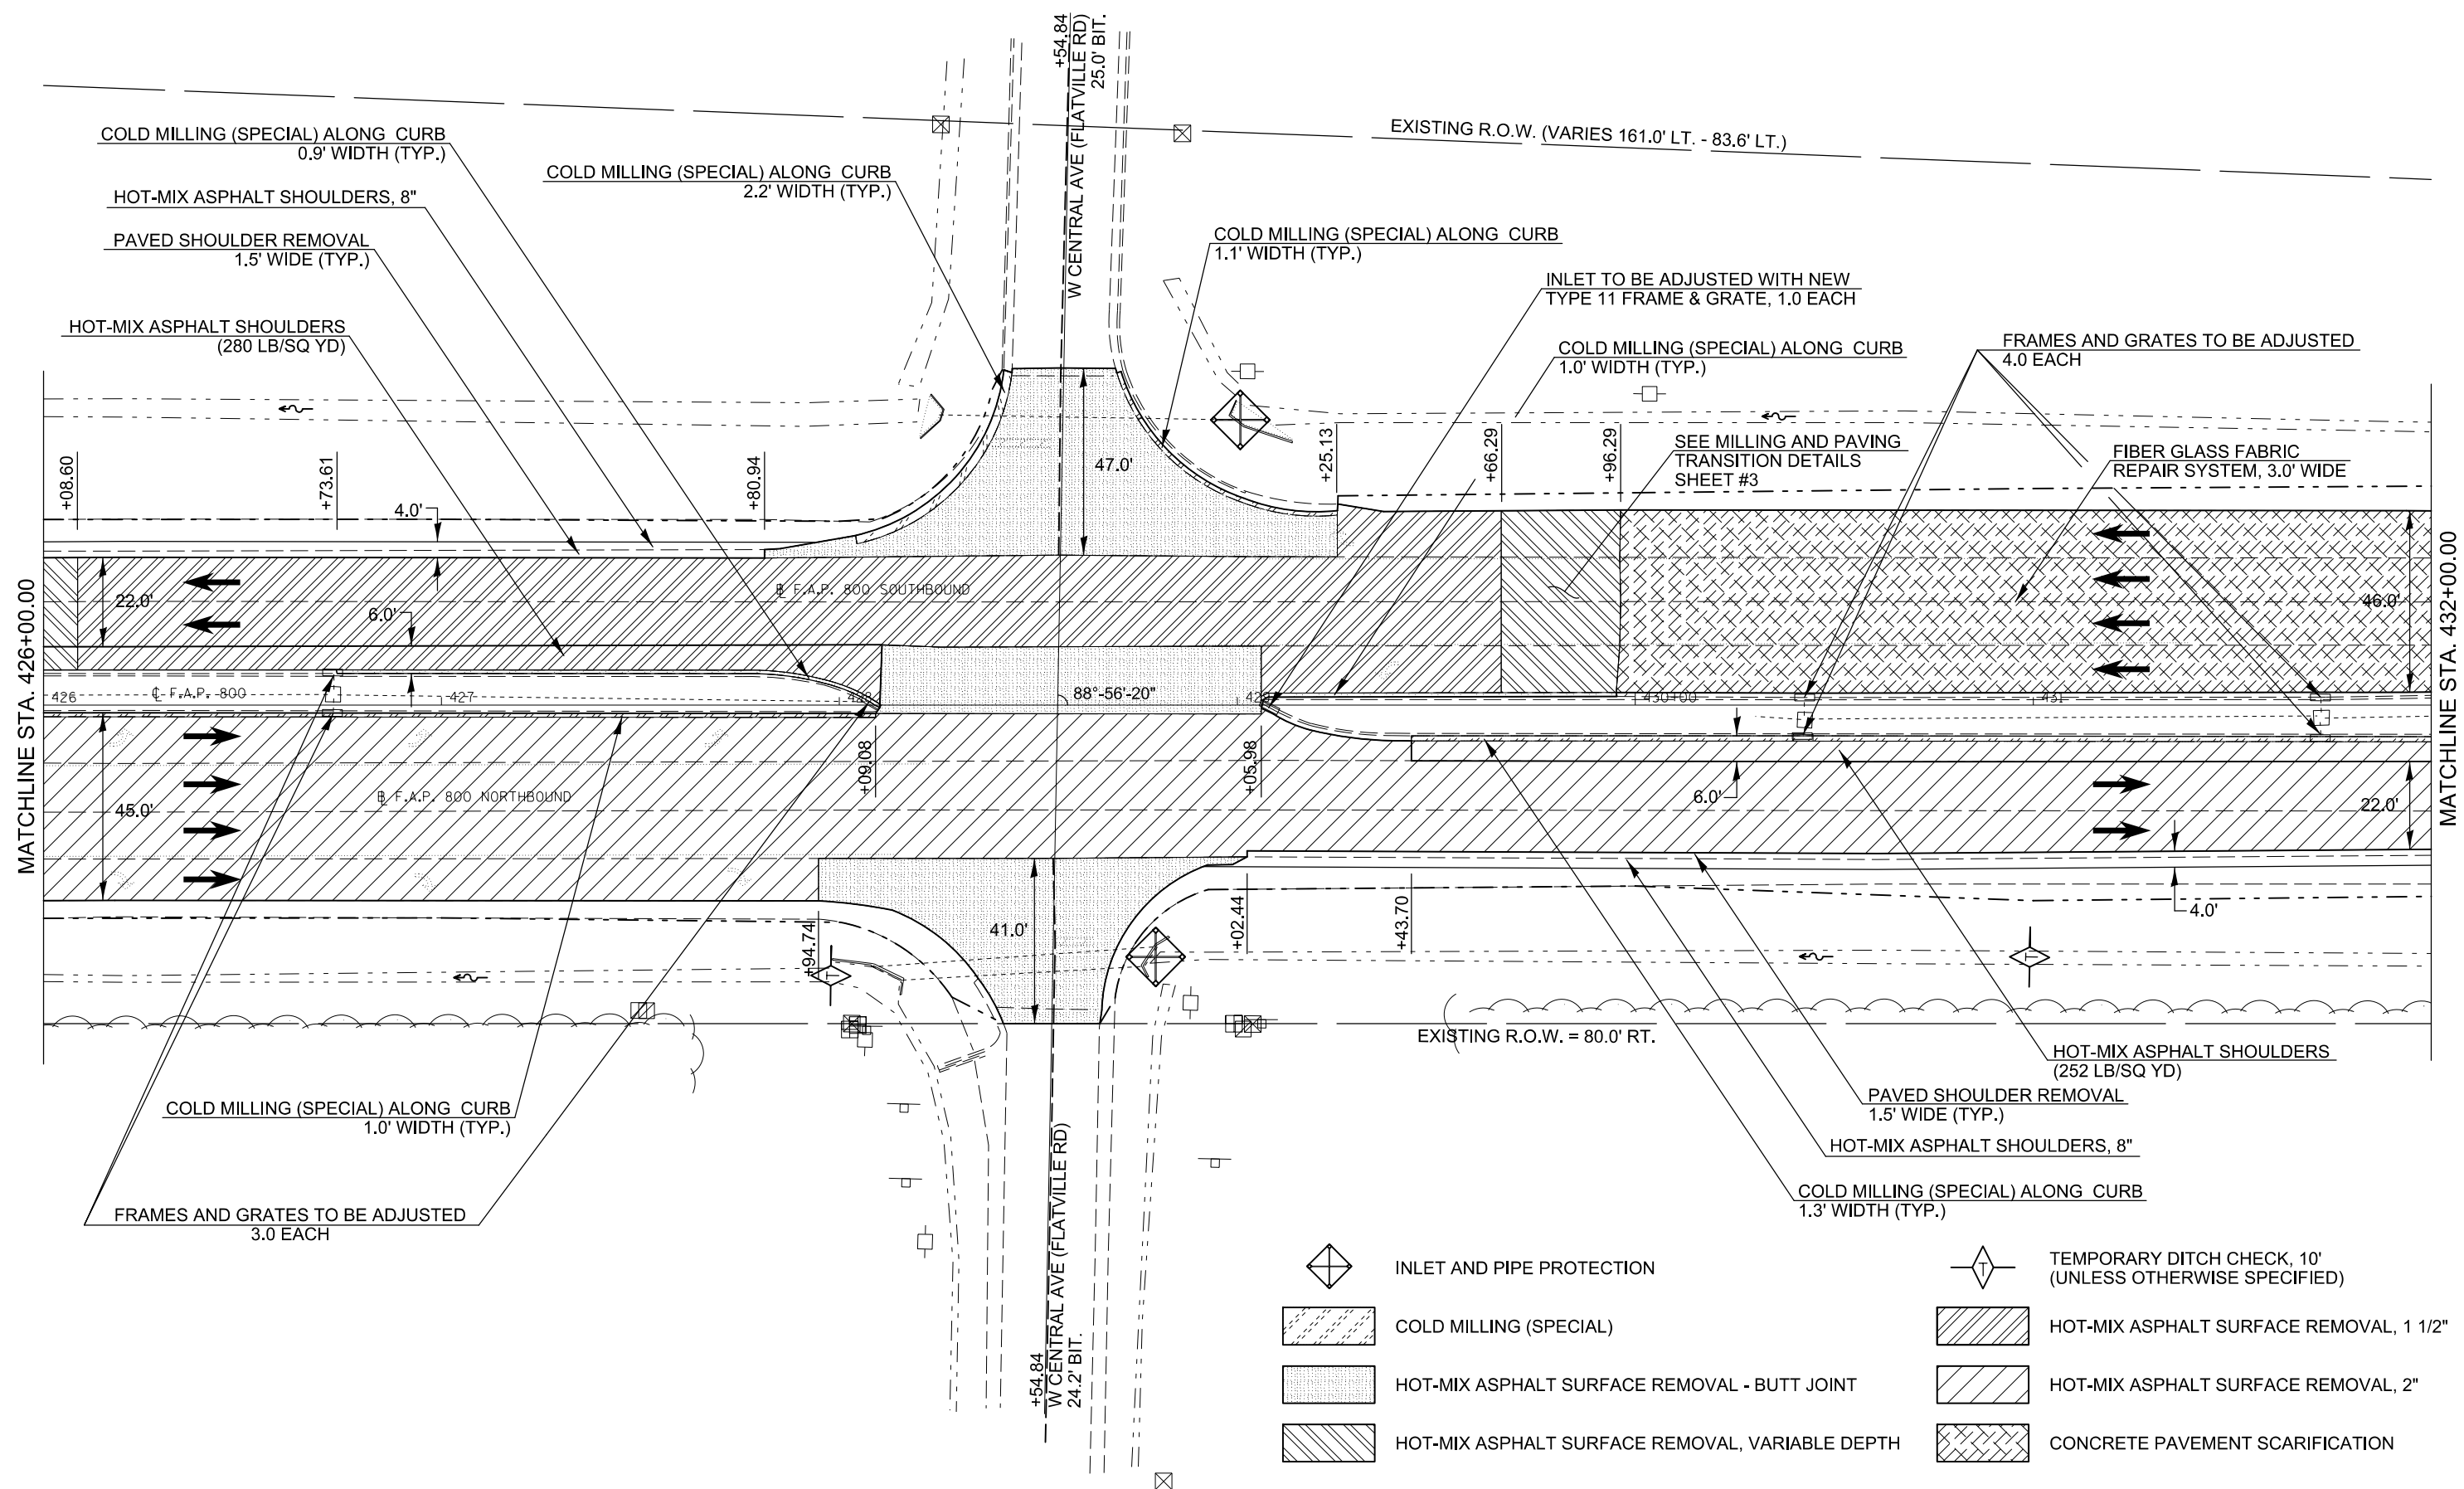 +54.84
W CENTRAL AVE (FLATVILLE RD)
25.0' BIT.
EXISTING R.O.W. (VARIES 161.0' LT. - 83.6' LT.)
COLD MILLING (SPECIAL) ALONG CURB
0.9' WIDTH (TYP.)
COLD MILLING (SPECIAL) ALONG CURB
2.2' WIDTH (TYP.)
HOT-MIX ASPHALT SHOULDERS, 8"
PAVED SHOULDER REMOVAL
1.5' WIDE (TYP.)
HOT-MIX ASPHALT SHOULDERS
(280 LB/SQ YD)
COLD MILLING (SPECIAL) ALONG CURB
1.1' WIDTH (TYP.)
INLET TO BE ADJUSTED WITH NEW
TYPE 11 FRAME & GRATE, 1.0 EACH
COLD MILLING (SPECIAL) ALONG CURB
1.0' WIDTH (TYP.)
FRAMES AND GRATES TO BE ADJUSTED
4.0 EACH
SEE MILLING AND PAVING
TRANSITION DETAILS
SHEET #3
FIBER GLASS FABRIC
REPAIR SYSTEM, 3.0' WIDE
+08.60
+73.61
4.0'
+80.94
47.0'
+25.13
+66.29
+96.29
MATCHLINE STA. 426+00.00
22.0'
6.0'
℄ F.A.P. 800 SOUTHBOUND
46.0'
MATCHLINE STA. 432+00.00
426
℄ F.A.P. 800
427
428
88°-56'-20"
429
430+00
431
+09.08
+05.98
45.0'
℄ F.A.P. 800 NORTHBOUND
6.0'
22.0'
+94.74
41.0'
+02.44
+43.70
4.0'
T
T
EXISTING R.O.W. = 80.0' RT.
HOT-MIX ASPHALT SHOULDERS
(252 LB/SQ YD)
PAVED SHOULDER REMOVAL
1.5' WIDE (TYP.)
HOT-MIX ASPHALT SHOULDERS, 8"
COLD MILLING (SPECIAL) ALONG CURB
1.3' WIDTH (TYP.)
COLD MILLING (SPECIAL) ALONG CURB
1.0' WIDTH (TYP.)
FRAMES AND GRATES TO BE ADJUSTED
3.0 EACH
+54.84
W CENTRAL AVE (FLATVILLE RD)
24.2' BIT.
INLET AND PIPE PROTECTION
COLD MILLING (SPECIAL)
HOT-MIX ASPHALT SURFACE REMOVAL - BUTT JOINT
HOT-MIX ASPHALT SURFACE REMOVAL, VARIABLE DEPTH
T
TEMPORARY DITCH CHECK, 10'
(UNLESS OTHERWISE SPECIFIED)
HOT-MIX ASPHALT SURFACE REMOVAL, 1 1/2"
HOT-MIX ASPHALT SURFACE REMOVAL, 2"
CONCRETE PAVEMENT SCARIFICATION